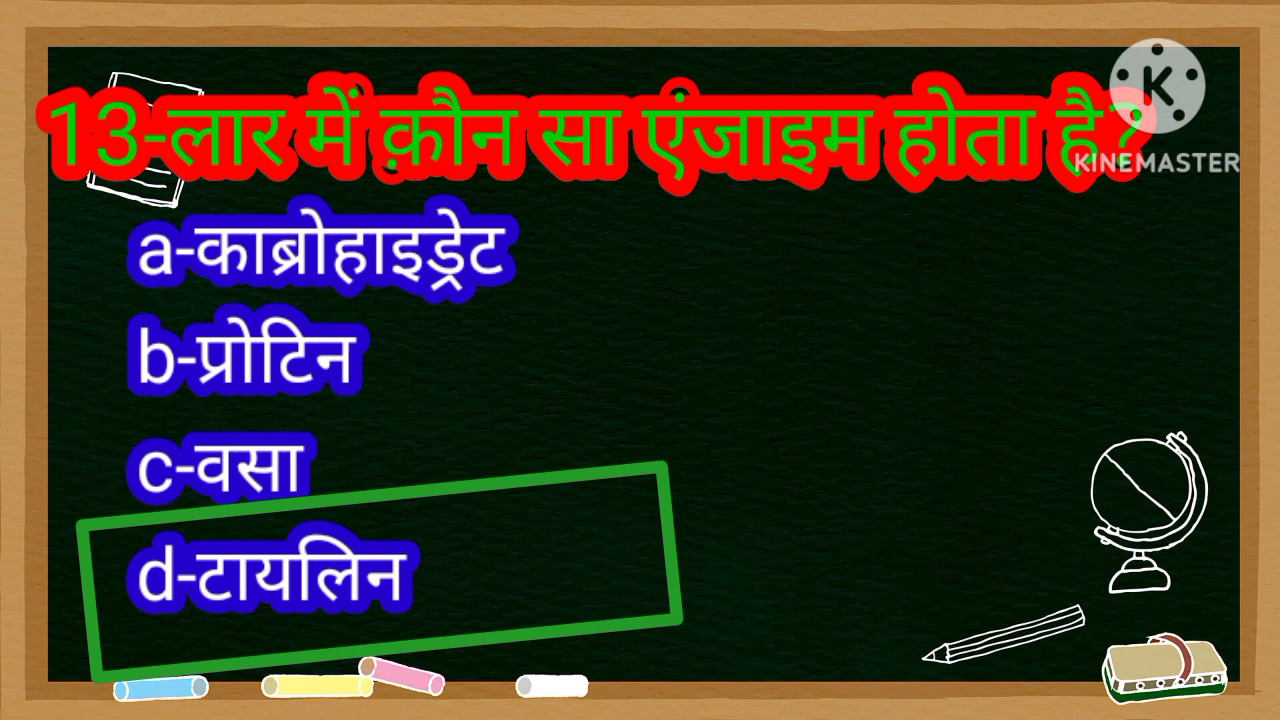 13-लार में क़ौन सा एंजाइम होता है?
KINEMASTER
a-काब्रोहाइड्रेट
b-प्रोटिन
c-वसा
d-टायलिन